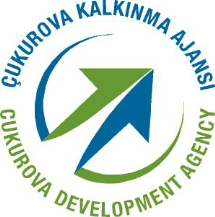 ÇUKUROVA KALKINMA AJANSI
CUKUROVA DEVELOPMENT AGENCY